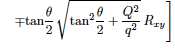 ∓tan θ/2 √(tan² θ/2 + Q²/q²) R_xy ]